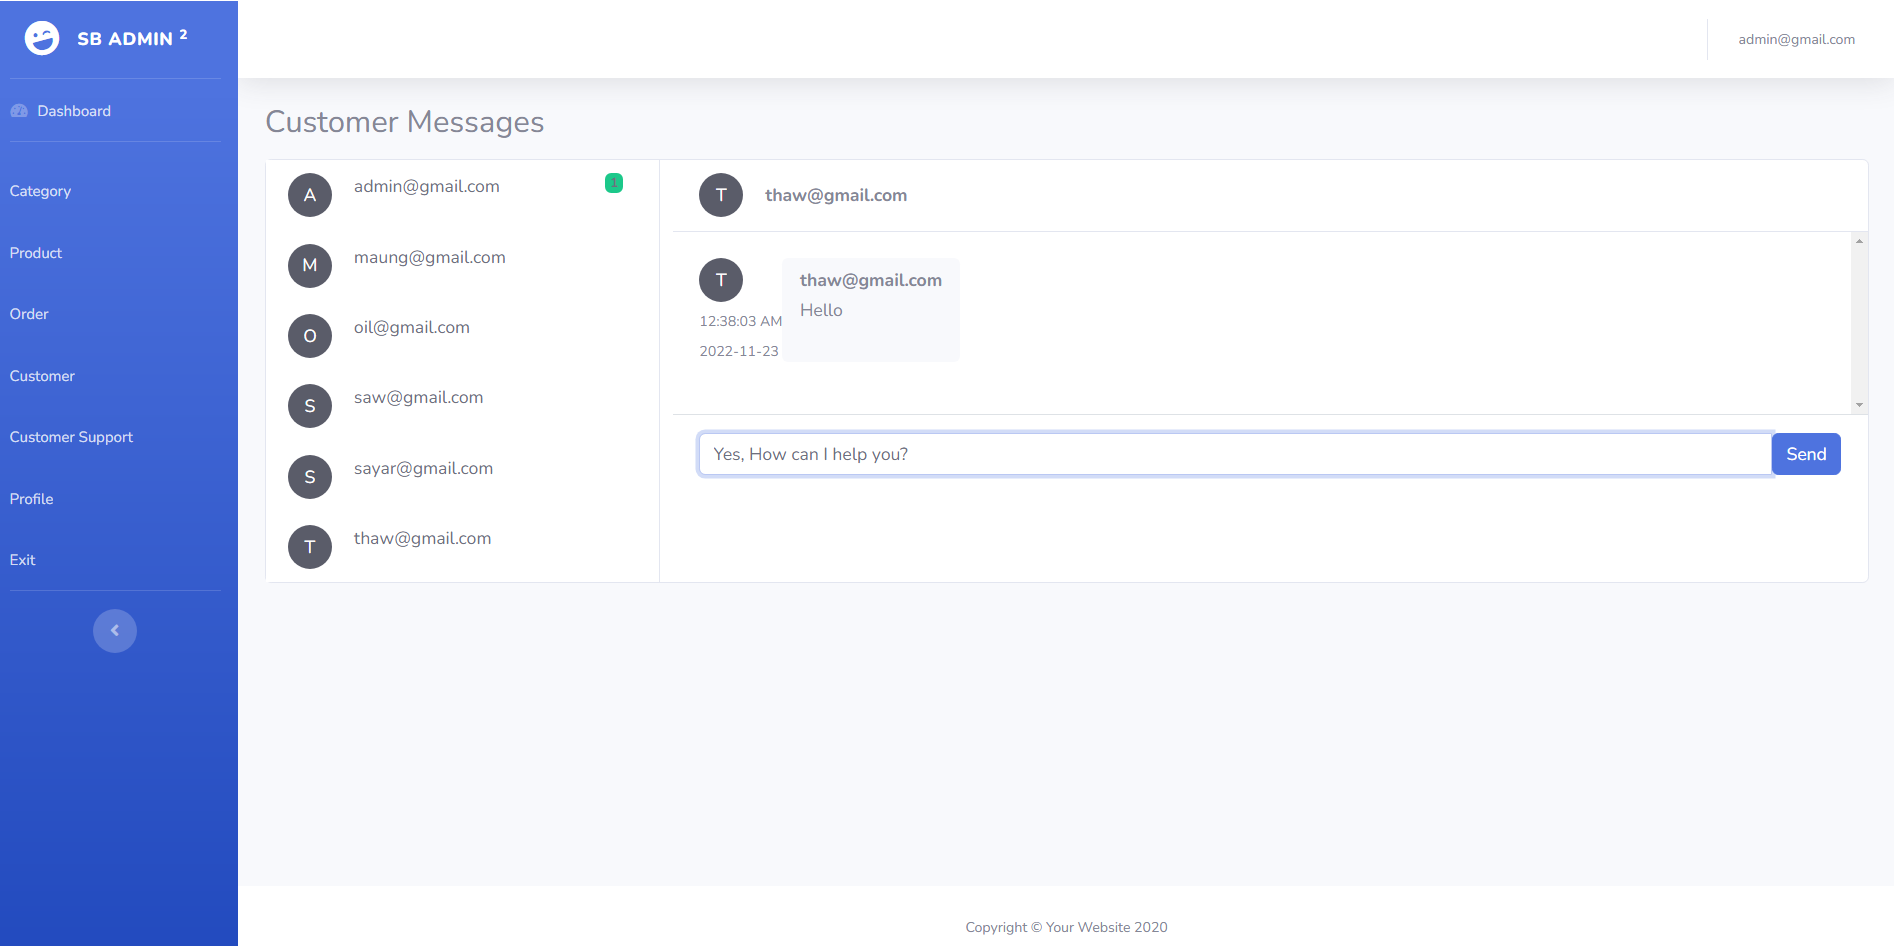 SB ADMIN 2
admin@gmail.com
Dashboard
Category
Product
Order
Customer
Customer Support
Profile
Exit
Customer Messages
A admin@gmail.com 1
M maung@gmail.com
O oil@gmail.com
S saw@gmail.com
S sayar@gmail.com
T thaw@gmail.com
T thaw@gmail.com
T thaw@gmail.com
Hello
12:38:03 AM
2022-11-23
Yes, How can I help you? Send
Copyright © Your Website 2020